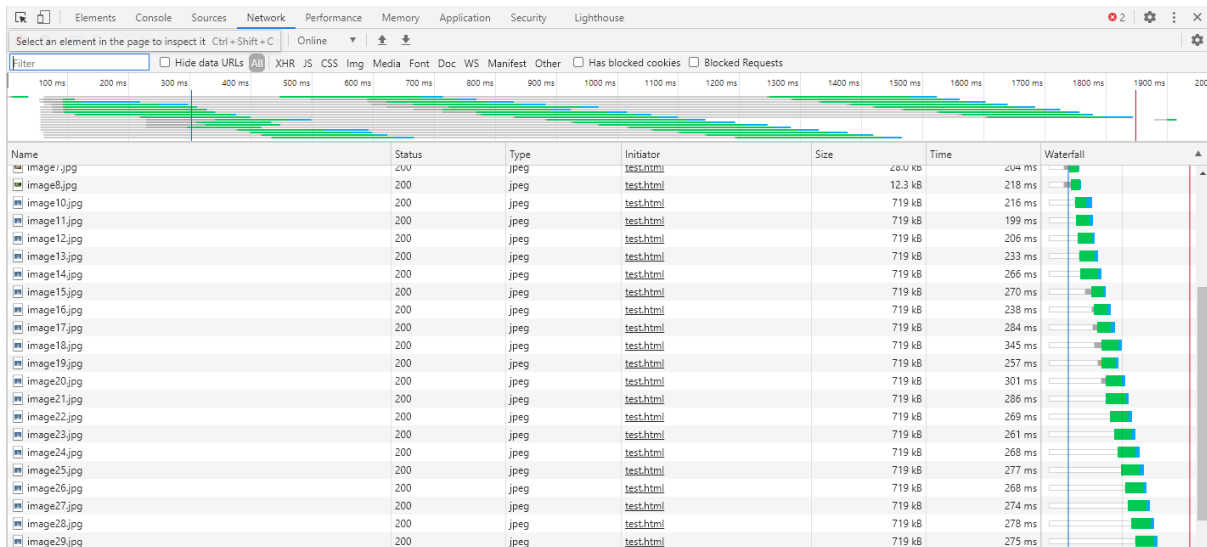 Elements Console Sources Network Performance Memory Application Security Lighthouse 2
Select an element in the page to inspect it Ctrl + Shift + C Online
Filter Hide data URLs All XHR JS CSS Img Media Font Doc WS Manifest Other Has blocked cookies Blocked Requests
100 ms 200 ms 300 ms 400 ms 500 ms 600 ms 700 ms 800 ms 900 ms 1000 ms 1100 ms 1200 ms 1300 ms 1400 ms 1500 ms 1600 ms 1700 ms 1800 ms 1900 ms 200
Name Status Type Initiator Size Time Waterfall
image7.jpg 200 jpeg test.html 28.0 kB 204 ms
image8.jpg 200 jpeg test.html 12.3 kB 218 ms
image10.jpg 200 jpeg test.html 719 kB 216 ms
image11.jpg 200 jpeg test.html 719 kB 199 ms
image12.jpg 200 jpeg test.html 719 kB 206 ms
image13.jpg 200 jpeg test.html 719 kB 233 ms
image14.jpg 200 jpeg test.html 719 kB 266 ms
image15.jpg 200 jpeg test.html 719 kB 270 ms
image16.jpg 200 jpeg test.html 719 kB 238 ms
image17.jpg 200 jpeg test.html 719 kB 284 ms
image18.jpg 200 jpeg test.html 719 kB 345 ms
image19.jpg 200 jpeg test.html 719 kB 257 ms
image20.jpg 200 jpeg test.html 719 kB 301 ms
image21.jpg 200 jpeg test.html 719 kB 286 ms
image22.jpg 200 jpeg test.html 719 kB 269 ms
image23.jpg 200 jpeg test.html 719 kB 261 ms
image24.jpg 200 jpeg test.html 719 kB 268 ms
image25.jpg 200 jpeg test.html 719 kB 277 ms
image26.jpg 200 jpeg test.html 719 kB 268 ms
image27.jpg 200 jpeg test.html 719 kB 274 ms
image28.jpg 200 jpeg test.html 719 kB 278 ms
image29.jpg 200 jpeg test.html 719 kB 275 ms